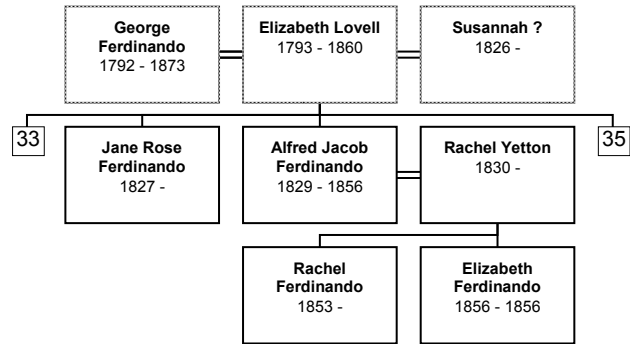 George
Ferdinando
1792 - 1873
Elizabeth Lovell
1793 - 1860
Susannah ?
1826 -
33
Jane Rose
Ferdinando
1827 -
Alfred Jacob
Ferdinando
1829 - 1856
Rachel Yetton
1830 -
35
Rachel
Ferdinando
1853 -
Elizabeth
Ferdinando
1856 - 1856